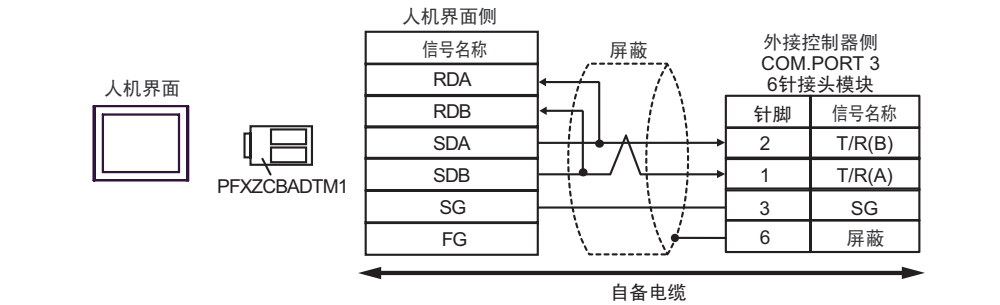 人机界面侧
信号名称
RDA
RDB
SDA
SDB
SG
FG
屏蔽
外接控制器侧
COM.PORT 3
6针接头模块
针脚 信号名称
2 T/R(B)
1 T/R(A)
3 SG
6 屏蔽
人机界面
PFXZCBADTM1
自备电缆